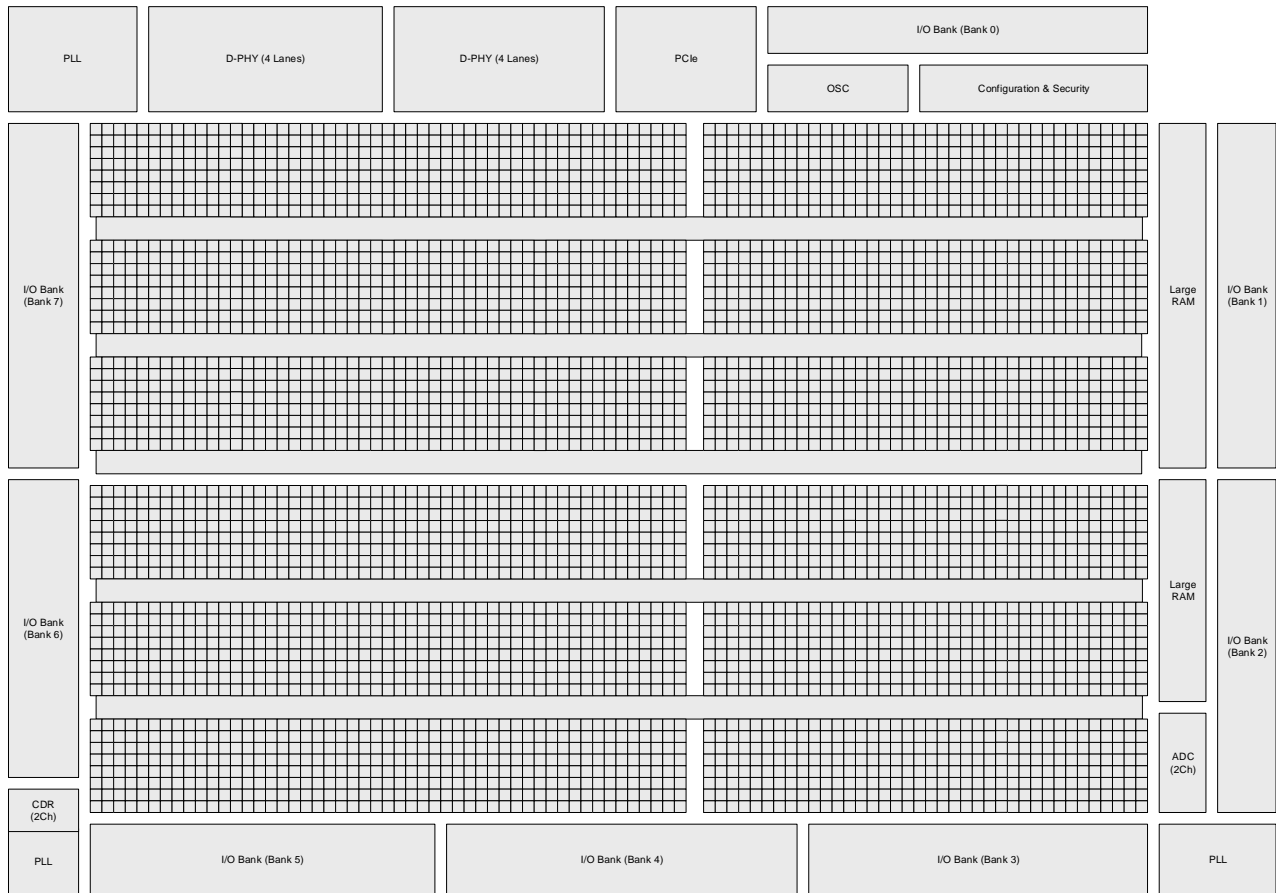 I/O Bank (Bank 0)
PLL
D-PHY (4 Lanes)
D-PHY (4 Lanes)
PCIe
OSC
Configuration & Security
I/O Bank
(Bank 7)
Large
RAM
I/O Bank
(Bank 1)
I/O Bank
(Bank 6)
Large
RAM
I/O Bank
(Bank 2)
ADC
(2Ch)
CDR
(2Ch)
PLL
I/O Bank (Bank 5)
I/O Bank (Bank 4)
I/O Bank (Bank 3)
PLL